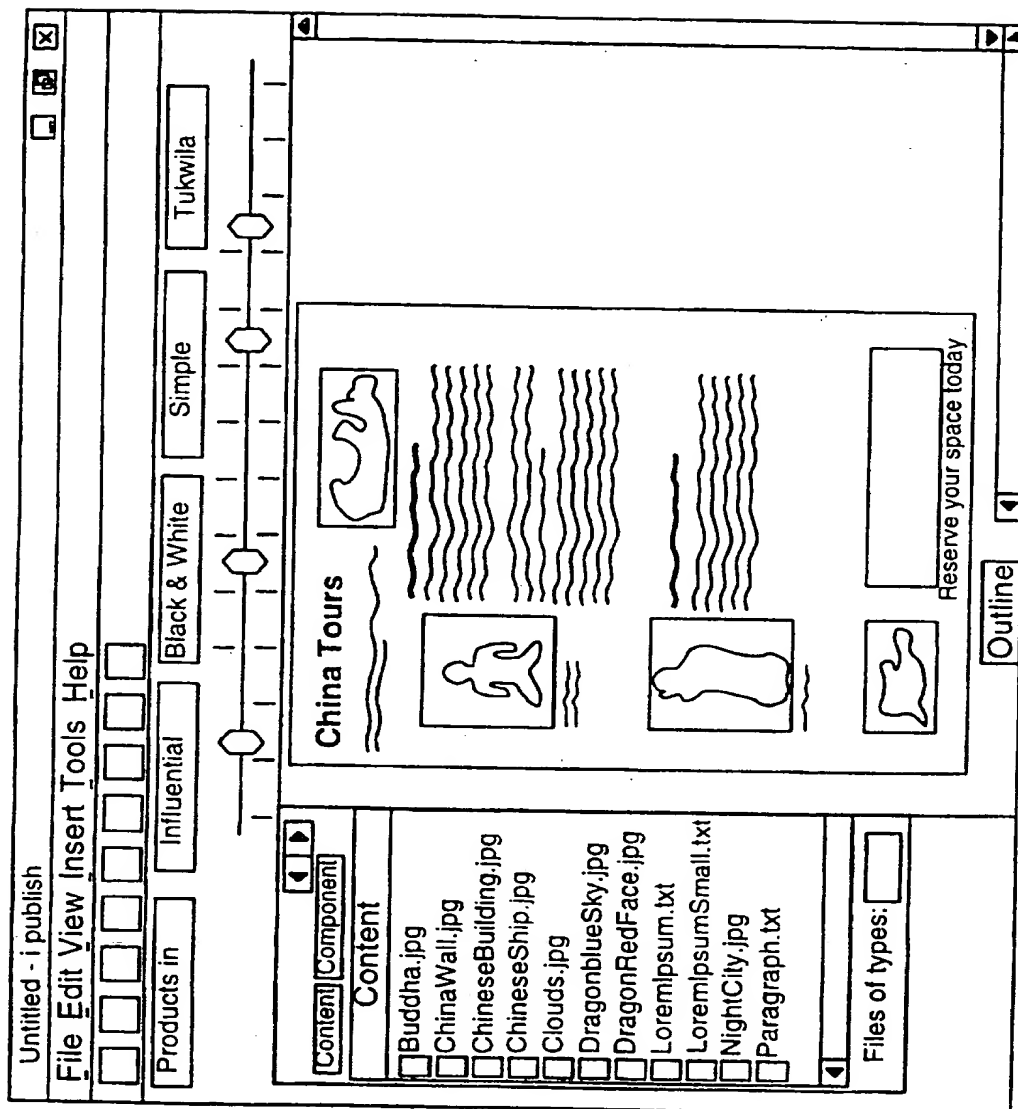 Untitled - i publish
File Edit View Insert Tools Help
Products in
Influential
Black & White
Simple
Tukwila
Content
Component
Content
Buddha.jpg
ChinaWall.jpg
ChineseBuilding.jpg
ChineseShip.jpg
Clouds.jpg
DragonblueSky.jpg
DragonRedFace.jpg
LoremIpsum.txt
LoremIpsumSmall.txt
NightCity.jpg
Paragraph.txt
Files of types:
China Tours
Reserve your space today
Outline